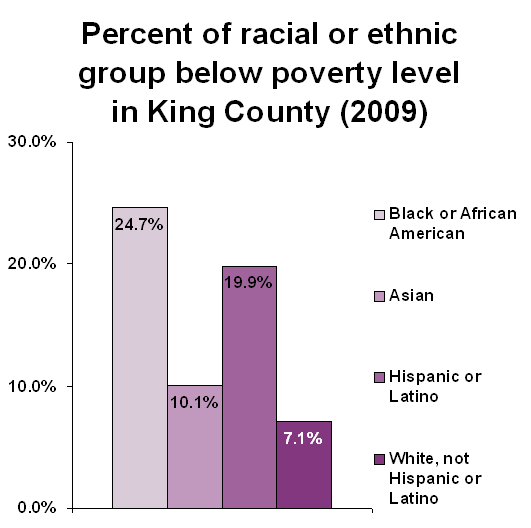 Percent of racial or ethnic
group below poverty level
in King County (2009)
30.0%
20.0%
10.0%
0.0%
24.7%
10.1%
19.9%
7.1%
Black or African
American
Asian
Hispanic or
Latino
White, not
Hispanic or
Latino